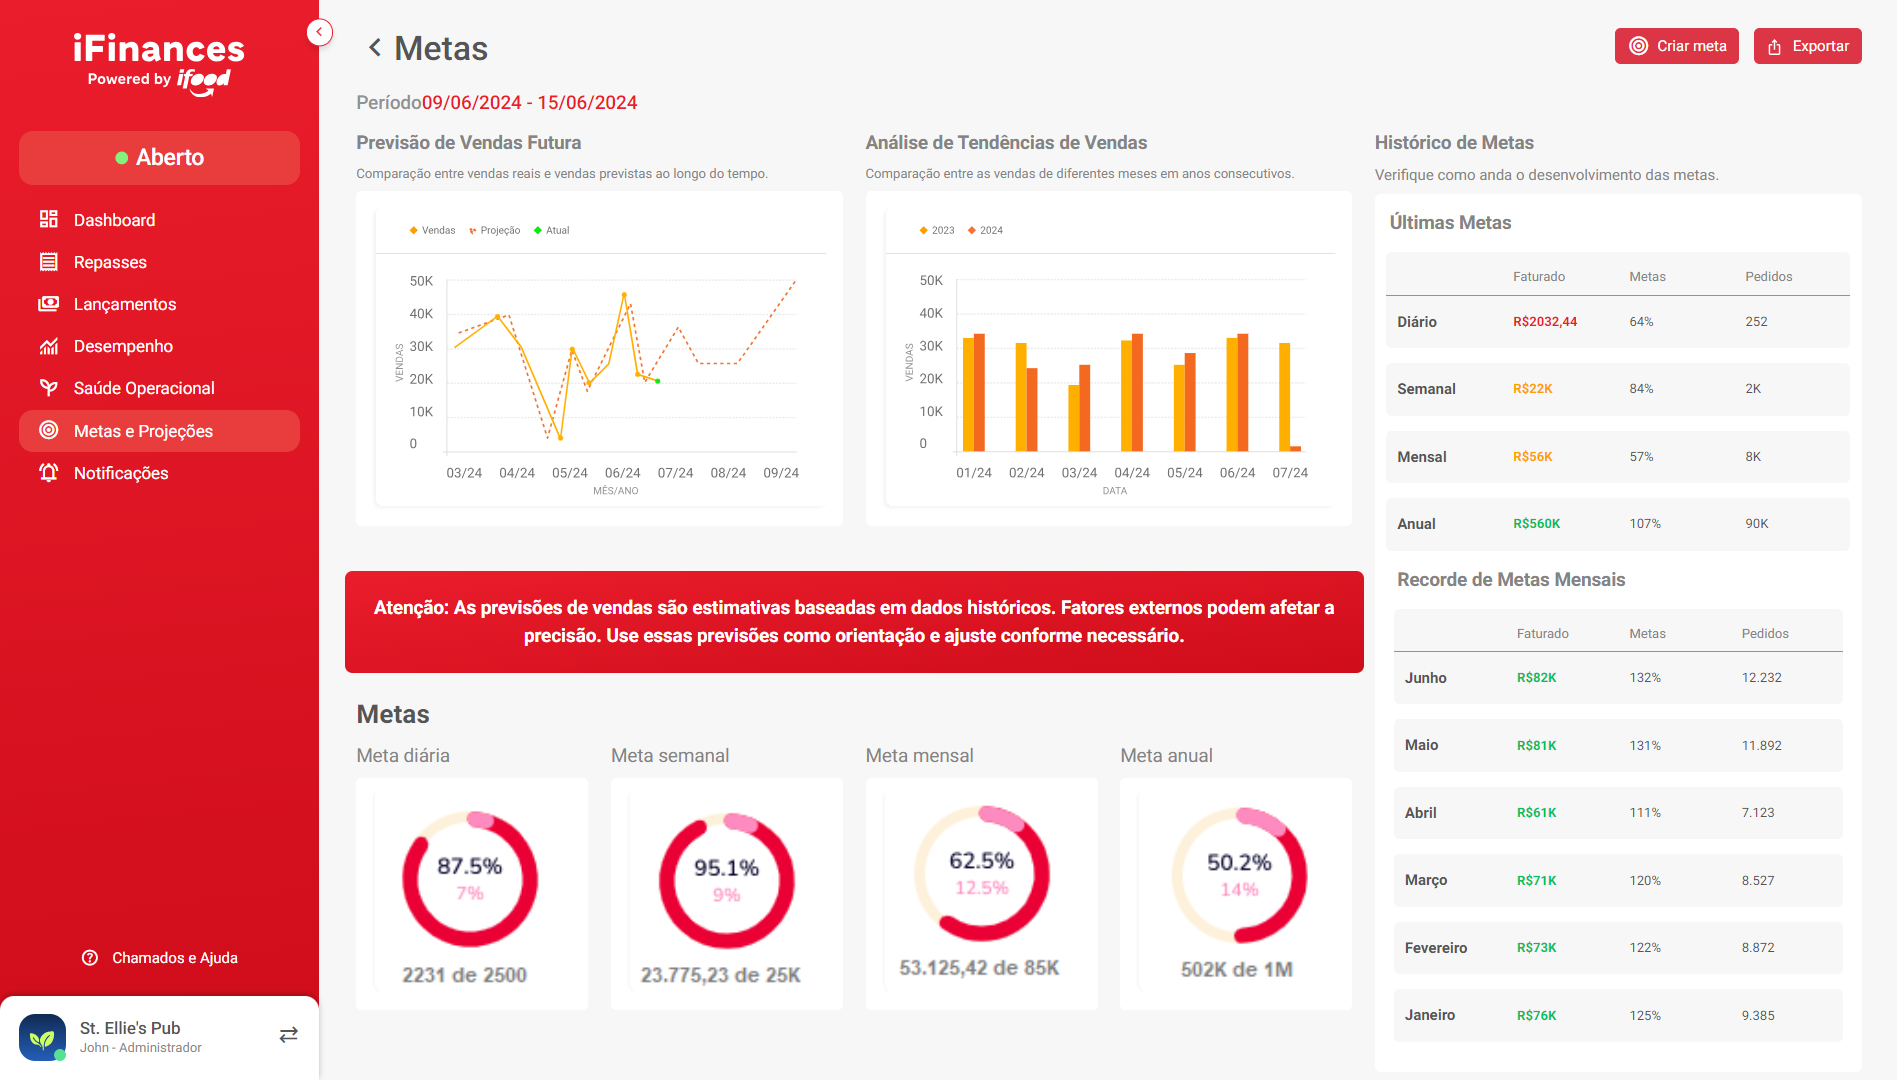 iFinances
Powered by ifood
Aberto
Dashboard
Repasses
Lançamentos
Desempenho
Saúde Operacional
Metas e Projeções
Notificações
Chamados e Ajuda
St. Ellie's Pub
John - Administrador
Metas
Criar meta
Exportar
Período09/06/2024 - 15/06/2024
Previsão de Vendas Futura
Comparação entre vendas reais e vendas previstas ao longo do tempo.
Vendas Projeção Atual
50K
40K
30K
20K
10K
0
VENDAS
03/24 04/24 05/24 06/24 07/24 08/24 09/24
MÊS/ANO
Análise de Tendências de Vendas
Comparação entre as vendas de diferentes meses em anos consecutivos.
2023 2024
50K
40K
30K
20K
10K
0
VENDAS
01/24 02/24 03/24 04/24 05/24 06/24 07/24
DATA
Atenção: As previsões de vendas são estimativas baseadas em dados históricos. Fatores externos podem afetar a
precisão. Use essas previsões como orientação e ajuste conforme necessário.
Metas
Meta diária
87.5%
7%
2231 de 2500
Meta semanal
95.1%
9%
23.775,23 de 25K
Meta mensal
62.5%
12.5%
53.125,42 de 85K
Meta anual
50.2%
14%
502K de 1M
Histórico de Metas
Verifique como anda o desenvolvimento das metas.
Últimas Metas
Faturado Metas Pedidos
Diário R$2032,44 64% 252
Semanal R$22K 84% 2K
Mensal R$56K 57% 8K
Anual R$560K 107% 90K
Recorde de Metas Mensais
Faturado Metas Pedidos
Junho R$82K 132% 12.232
Maio R$81K 131% 11.892
Abril R$61K 111% 7.123
Março R$71K 120% 8.527
Fevereiro R$73K 122% 8.872
Janeiro R$76K 125% 9.385